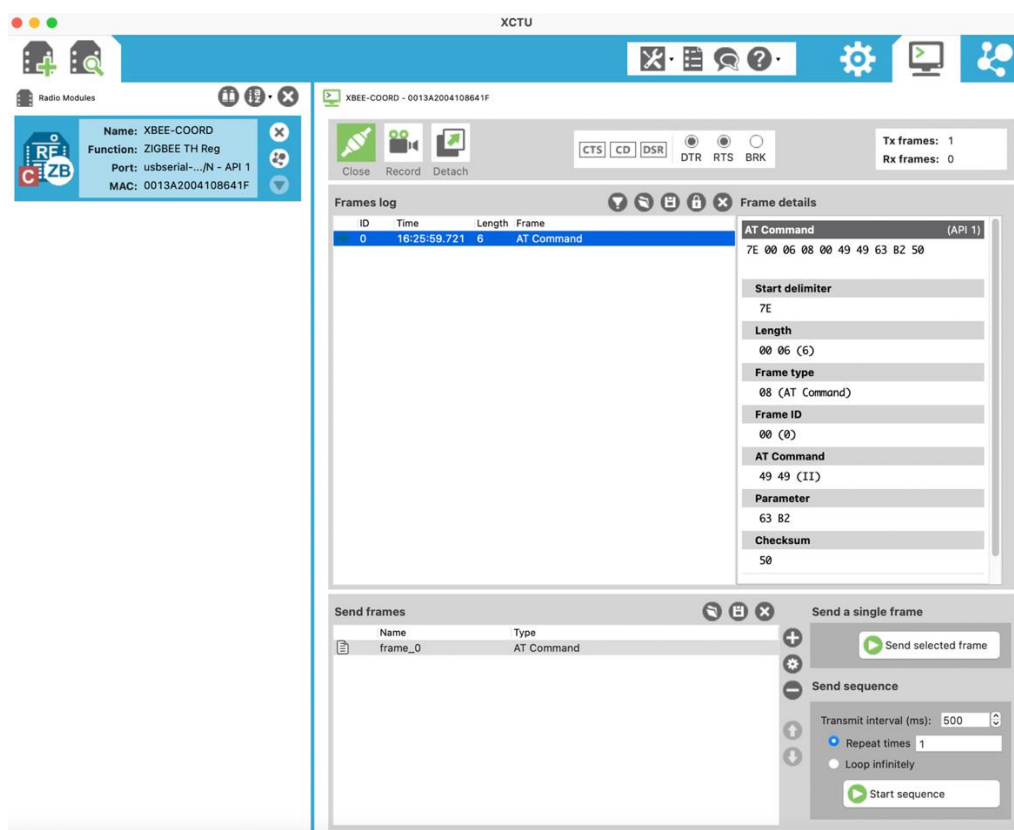 XCTU
Radio Modules
XBEE-COORD - 0013A2004108641F
Name: XBEE-COORD
Function: ZIGBEE TH Reg
Port: usbserial-.../N - API 1
MAC: 0013A2004108641F
RF
C ZB
Close Record Detach
CTS CD DSR DTR RTS BRK
Tx frames: 1
Rx frames: 0
Frames log
ID Time Length Frame
0 16:25:59.721 6 AT Command
Frame details
AT Command (API 1)
7E 00 06 08 00 49 49 63 B2 50
Start delimiter
7E
Length
00 06 (6)
Frame type
08 (AT Command)
Frame ID
00 (0)
AT Command
49 49 (II)
Parameter
63 B2
Checksum
50
Send frames
Name Type
frame_0 AT Command
Send a single frame
Send selected frame
Send sequence
Transmit interval (ms): 500
Repeat times 1
Loop infinitely
Start sequence